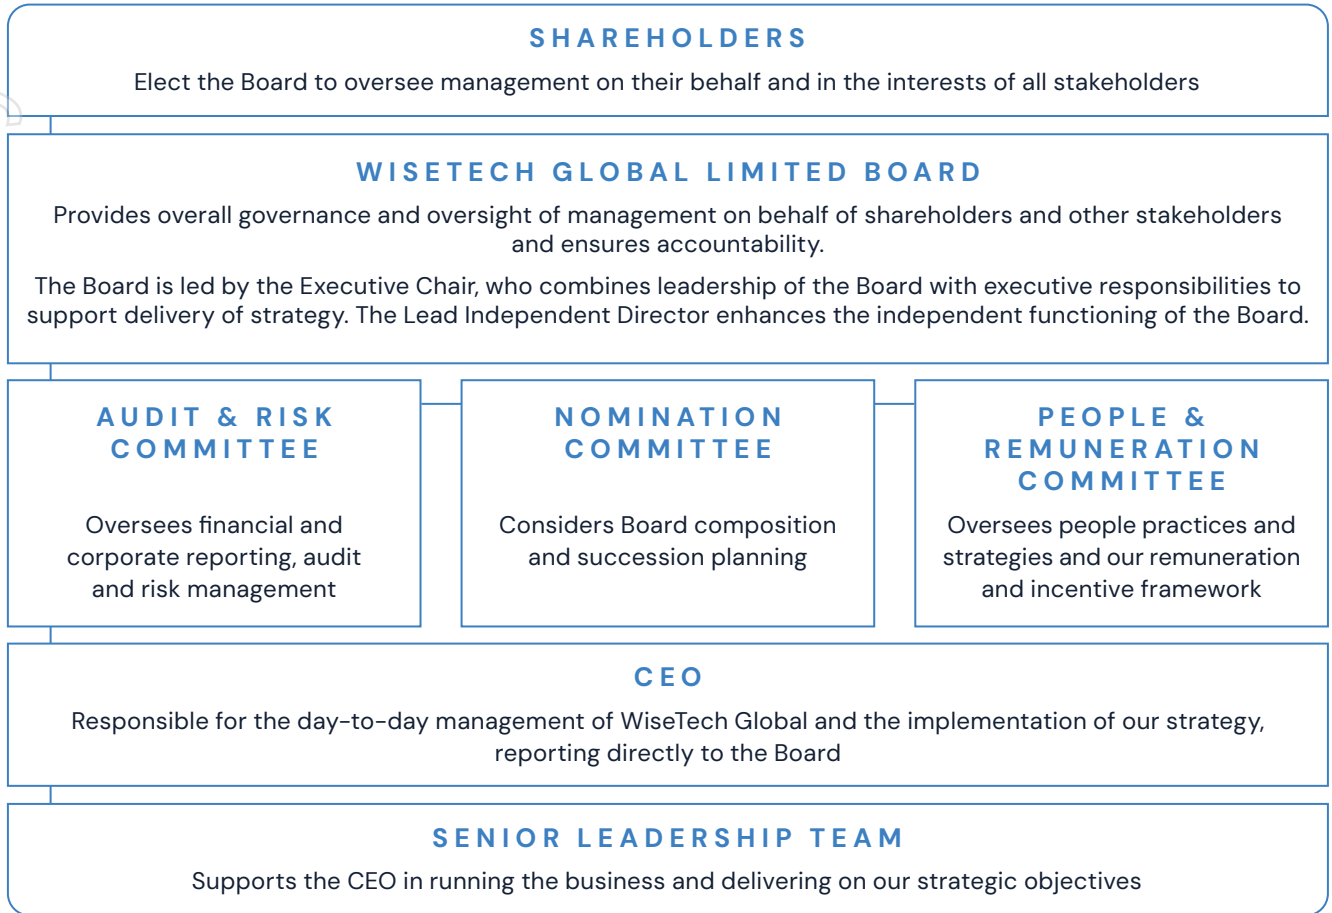 SHAREHOLDERS
Elect the Board to oversee management on their behalf and in the interests of all stakeholders
WISETECH GLOBAL LIMITED BOARD
Provides overall governance and oversight of management on behalf of shareholders and other stakeholders
and ensures accountability.
The Board is led by the Executive Chair, who combines leadership of the Board with executive responsibilities to
support delivery of strategy. The Lead Independent Director enhances the independent functioning of the Board.
AUDIT & RISK
COMMITTEE
Oversees financial and
corporate reporting, audit
and risk management
NOMINATION
COMMITTEE
Considers Board composition
and succession planning
PEOPLE &
REMUNERATION
COMMITTEE
Oversees people practices and
strategies and our remuneration
and incentive framework
CEO
Responsible for the day-to-day management of WiseTech Global and the implementation of our strategy,
reporting directly to the Board
SENIOR LEADERSHIP TEAM
Supports the CEO in running the business and delivering on our strategic objectives